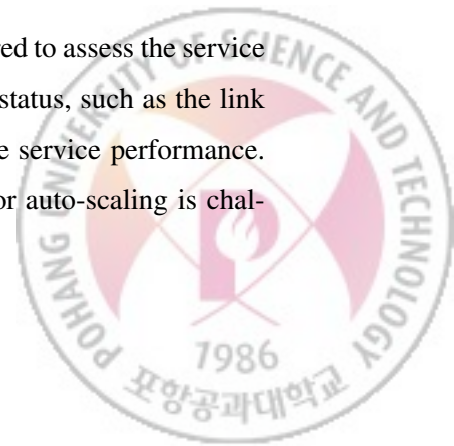 red to assess the service
status, such as the link
e service performance.
or auto-scaling is chal-
POHANG UNIVERSITY OF SCIENCE AND TECHNOLOGY
1986
포항공과대학교